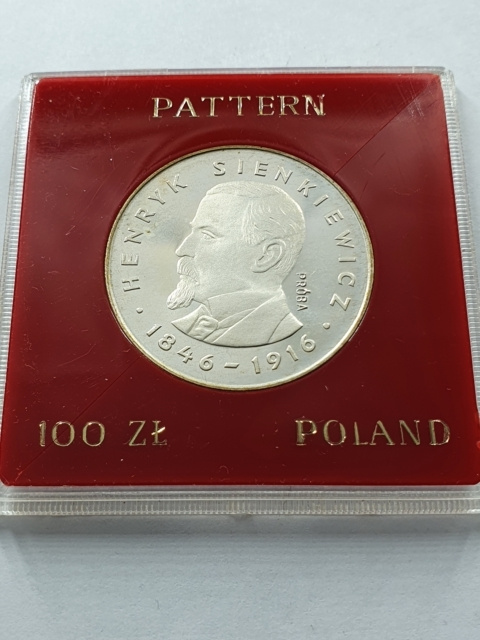 PATTERN
· HENRYK SIENKIEWICZ ·
PRÓBA
1846-1916
100 ZŁ POLAND